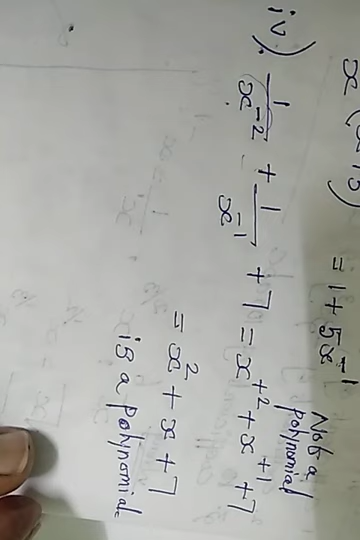 = 1 + 5x⁻¹
Not a
polynomial
iv). 1/x⁻² + 1/x⁻¹ + 7 = x⁺² + x⁺¹ + 7
= x² + x + 7
is a polynomial.